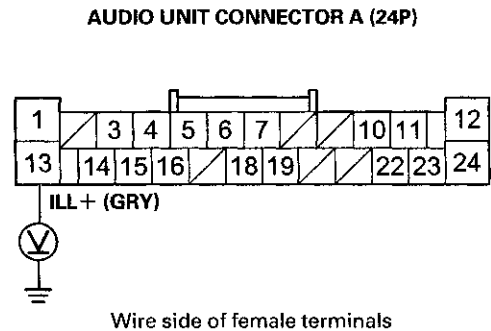 AUDIO UNIT CONNECTOR A (24P)
1 3 4 5 6 7 10 11 12
13 14 15 16 18 19 22 23 24
ILL+ (GRY)
V
Wire side of female terminals